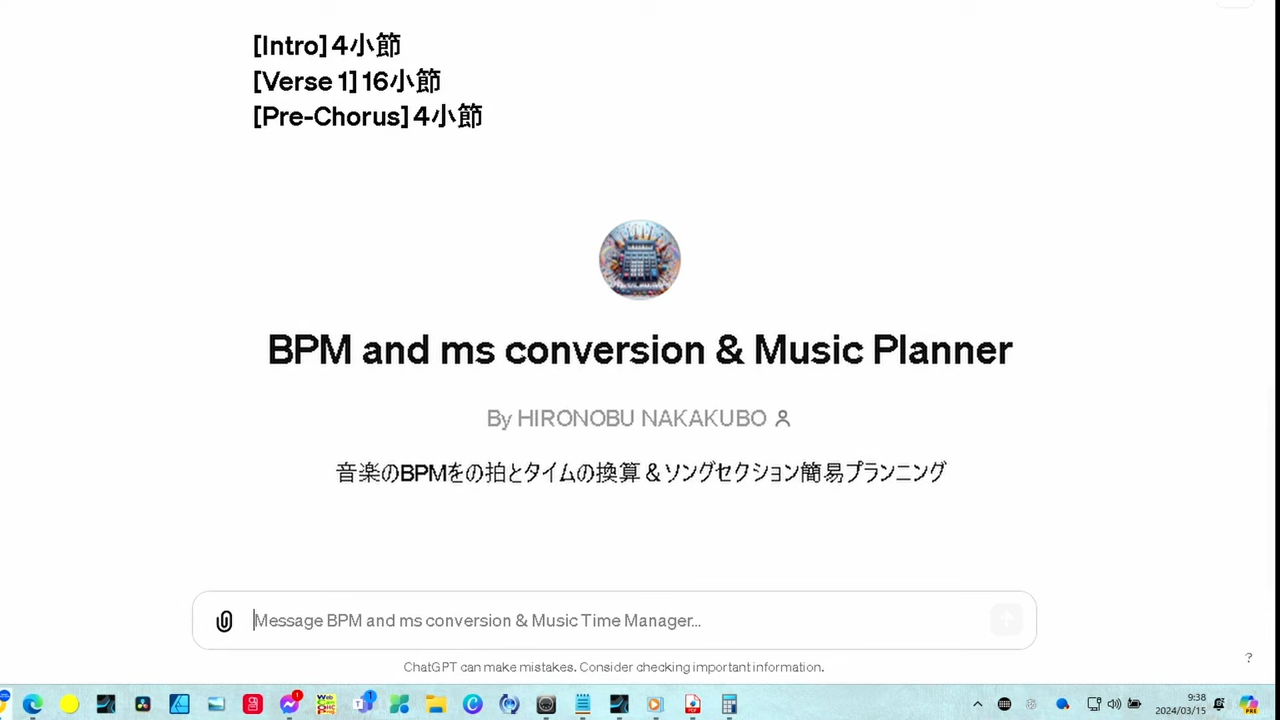 [Intro] 4小節
[Verse 1] 16小節
[Pre-Chorus] 4小節
BPM and ms conversion & Music Planner
By HIRONOBU NAKAKUBO
音楽のBPMをの拍とタイムの換算＆ソングセクション簡易プランニング
Message BPM and ms conversion & Music Time Manager...
ChatGPT can make mistakes. Consider checking important information.
?
9:38
2024/03/15